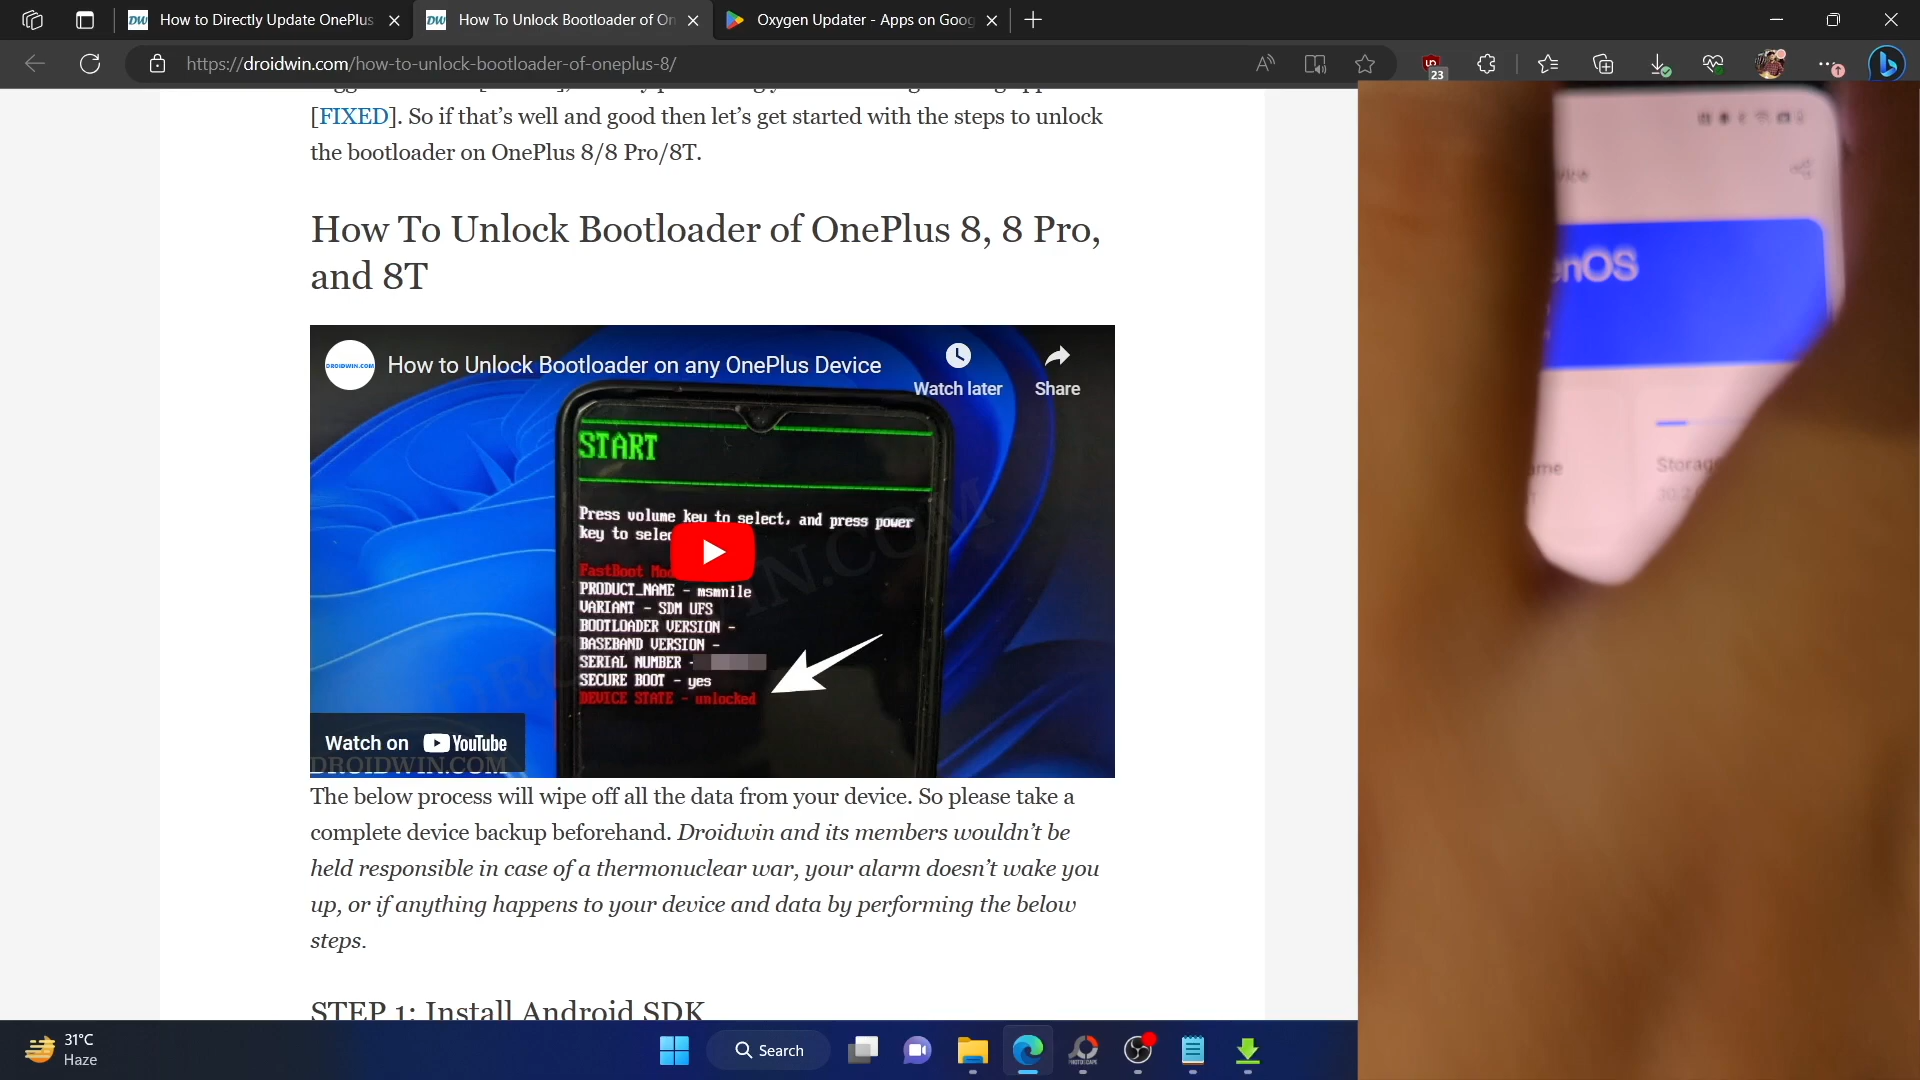 How to Directly Update OnePlus
How To Unlock Bootloader of On
Oxygen Updater - Apps on Goog
https://droidwin.com/how-to-unlock-bootloader-of-oneplus-8/
23
[FIXED]. So if that’s well and good then let’s get started with the steps to unlock
the bootloader on OnePlus 8/8 Pro/8T.
How To Unlock Bootloader of OnePlus 8, 8 Pro,
and 8T
DROIDWIN.COM
How to Unlock Bootloader on any OnePlus Device
Watch later
Share
START
Press volume key to select, and press power
key to selec
FastBoot Mod
PRODUCT_NAME - msmnile
VARIANT - SDM UFS
BOOTLOADER VERSION -
BASEBAND VERSION -
SERIAL NUMBER -
SECURE BOOT - yes
DEVICE STATE - unlocked
Watch on YouTube
DROIDWIN.COM
The below process will wipe off all the data from your device. So please take a
complete device backup beforehand. Droidwin and its members wouldn’t be
held responsible in case of a thermonuclear war, your alarm doesn’t wake you
up, or if anything happens to your device and data by performing the below
steps.
STEP 1: Install Android SDK
enOS
Storag
31°C
Haze
Search